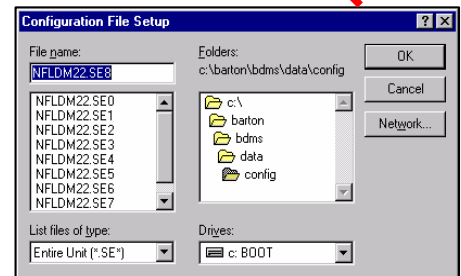 Configuration File Setup
File name:
NFLDM22.SE8
NFLDM22.SE0
NFLDM22.SE1
NFLDM22.SE2
NFLDM22.SE3
NFLDM22.SE4
NFLDM22.SE5
NFLDM22.SE6
NFLDM22.SE7
List files of type:
Entire Unit (*.SE*)
Folders:
c:\barton\bdms\data\config
c:\
barton
bdms
data
config
Drives:
c: BOOT
OK
Cancel
Network...